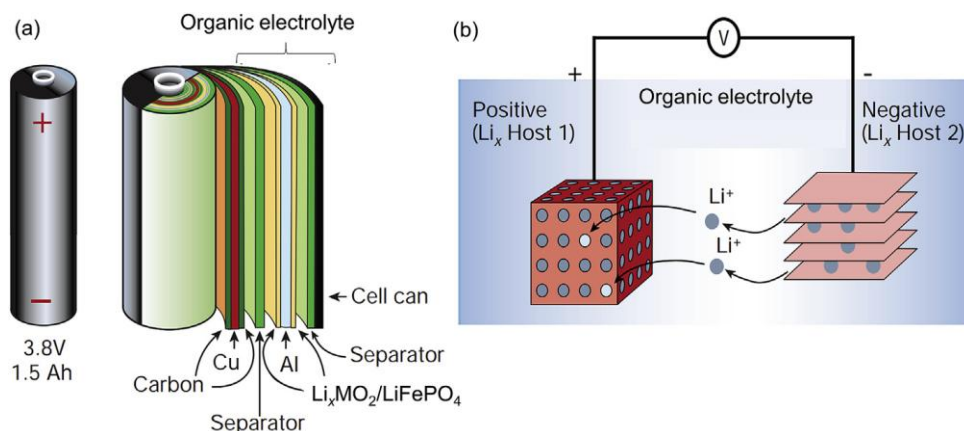 (a)
Organic electrolyte
+
−
3.8V
1.5 Ah
Cell can
Cu
Al
Separator
Carbon
LiₓMO₂/LiFePO₄
Separator
(b)
V
+
-
Positive
(Liₓ Host 1)
Organic electrolyte
Negative
(Liₓ Host 2)
Li⁺
Li⁺